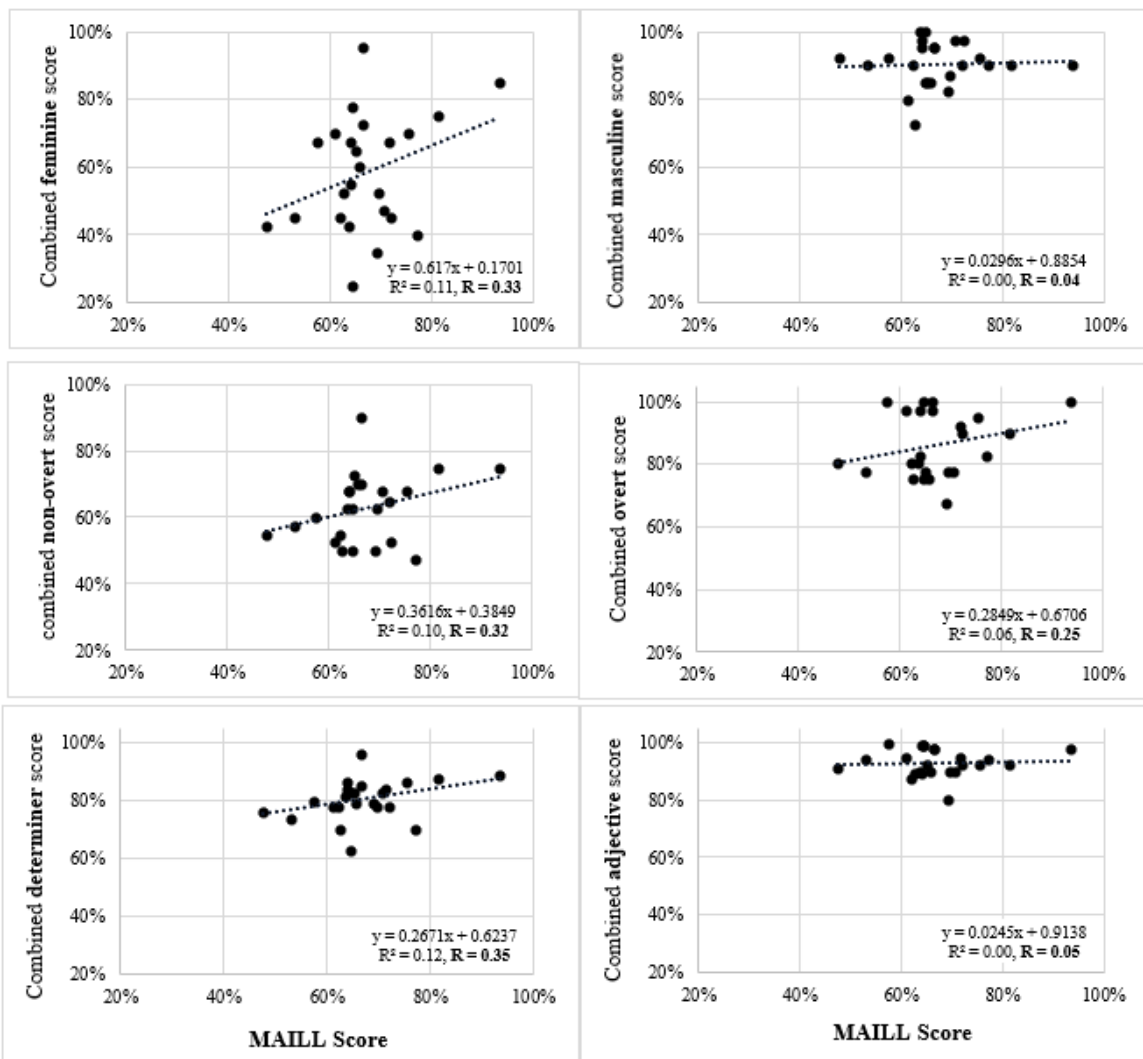 Combined feminine score
100%
80%
60%
40%
20%
20% 40% 60% 80% 100%
y = 0.617x + 0.1701
R² = 0.11, R = 0.33
Combined masculine score
100%
80%
60%
40%
20%
20% 40% 60% 80% 100%
y = 0.0296x + 0.8854
R² = 0.00, R = 0.04
combined non-overt score
100%
80%
60%
40%
20%
20% 40% 60% 80% 100%
y = 0.3616x + 0.3849
R² = 0.10, R = 0.32
Combined overt score
100%
80%
60%
40%
20%
20% 40% 60% 80% 100%
y = 0.2849x + 0.6706
R² = 0.06, R = 0.25
Combined determiner score
100%
80%
60%
40%
20%
20% 40% 60% 80% 100%
y = 0.2671x + 0.6237
R² = 0.12, R = 0.35
MAILL Score
Combined adjective score
100%
80%
60%
40%
20%
20% 40% 60% 80% 100%
y = 0.0245x + 0.9138
R² = 0.00, R = 0.05
MAILL Score